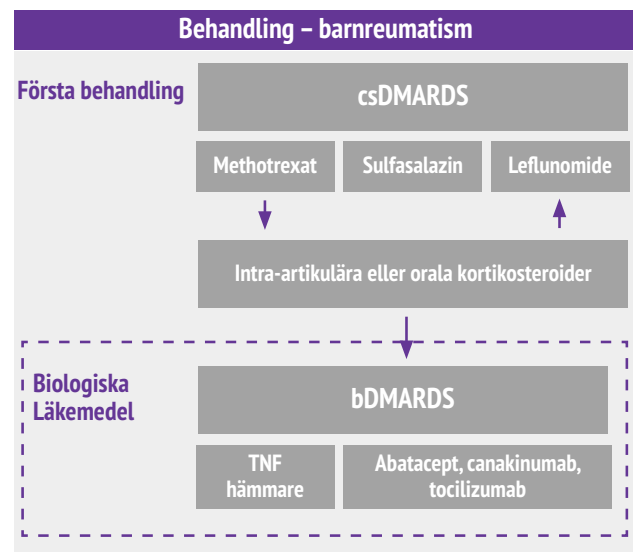 Behandling – barnreumatism
Första behandling
csDMARDS
Methotrexat
Sulfasalazin
Leflunomide
Intra-artikulära eller orala kortikosteroider
Biologiska
Läkemedel
bDMARDS
TNF
hämmare
Abatacept, canakinumab,
tocilizumab